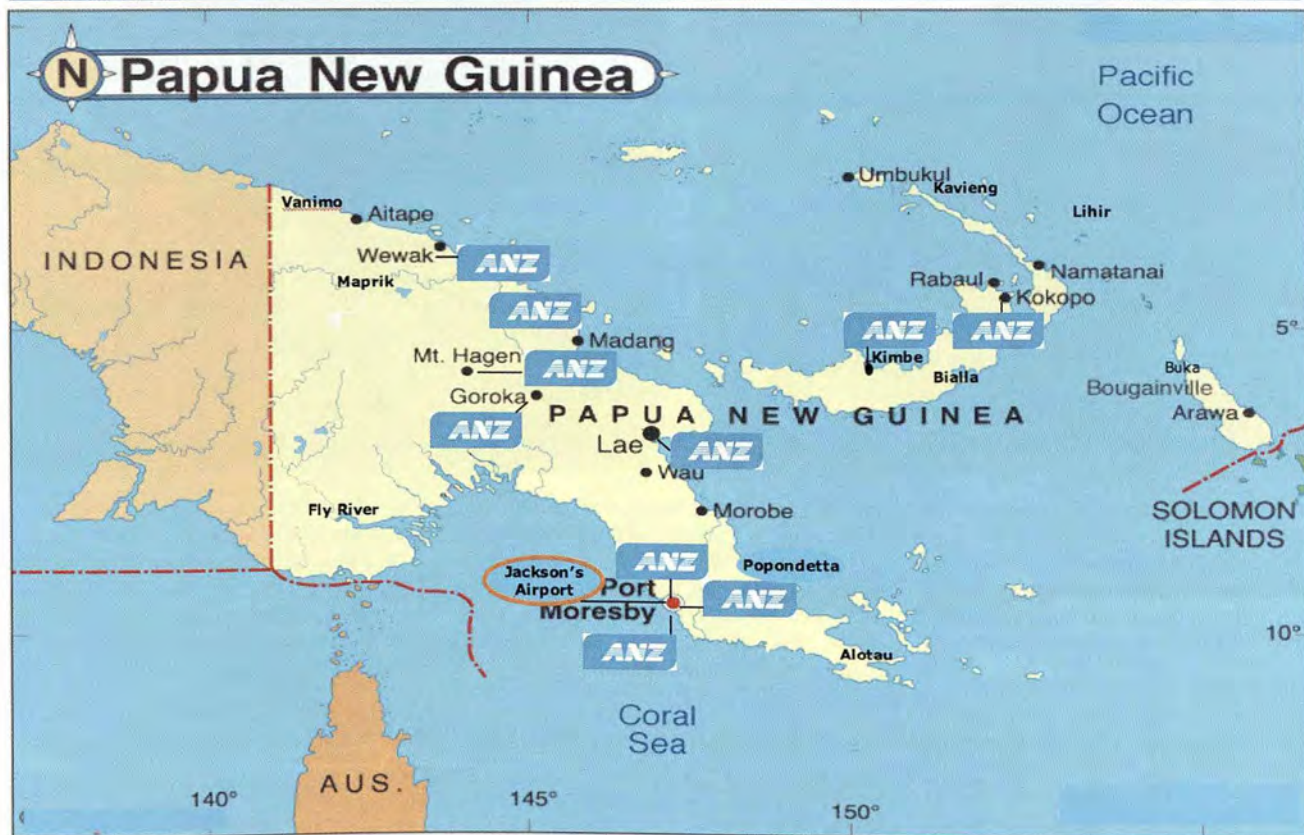 N Papua New Guinea
Pacific
Ocean
Umbukul
Kavieng
Vanimo
Aitape
Lihir
INDONESIA
Wewak
ANZ
Namatanai
Maprik
Rabaul
Kokopo
ANZ
ANZ
ANZ
5°
Madang
Mt. Hagen
ANZ
Kimbe
Bialla
Buka
Bougainville
Goroka
Arawa
PAPUA NEW GUINEA
ANZ
Lae
ANZ
Wau
Fly River
Morobe
SOLOMON
ISLANDS
ANZ
Popondetta
Jackson's
Airport
Port
Moresby
ANZ
10°
ANZ
Alotau
Coral
Sea
AUS.
140°
145°
150°